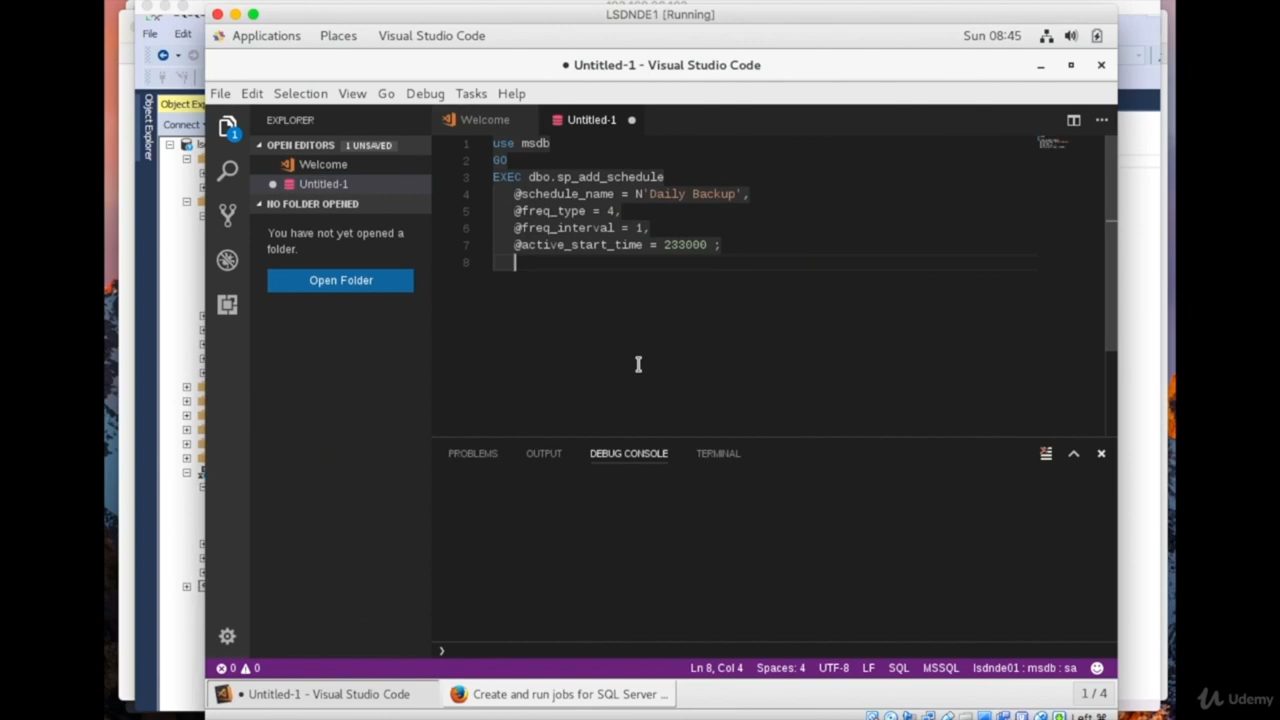 LSDNDE1 [Running]
File Edit
Applications Places Visual Studio Code Sun 08:45
● Untitled-1 - Visual Studio Code
File Edit Selection View Go Debug Tasks Help
Object Explorer
Connect
EXPLORER
OPEN EDITORS 1 UNSAVED
Welcome
Untitled-1
NO FOLDER OPENED
You have not yet opened a
folder.
Open Folder
1
Welcome Untitled-1
1 use msdb
2 GO
3 EXEC dbo.sp_add_schedule
4 @schedule_name = N'Daily Backup',
5 @freq_type = 4,
6 @freq_interval = 1,
7 @active_start_time = 233000 ;
8
PROBLEMS OUTPUT DEBUG CONSOLE TERMINAL
0 0 Ln 8, Col 4 Spaces: 4 UTF-8 LF SQL MSSQL lsdnde01 : msdb : sa
● Untitled-1 - Visual Studio Code Create and run jobs for SQL Server ... 1 / 4
Left ⌘
Udemy